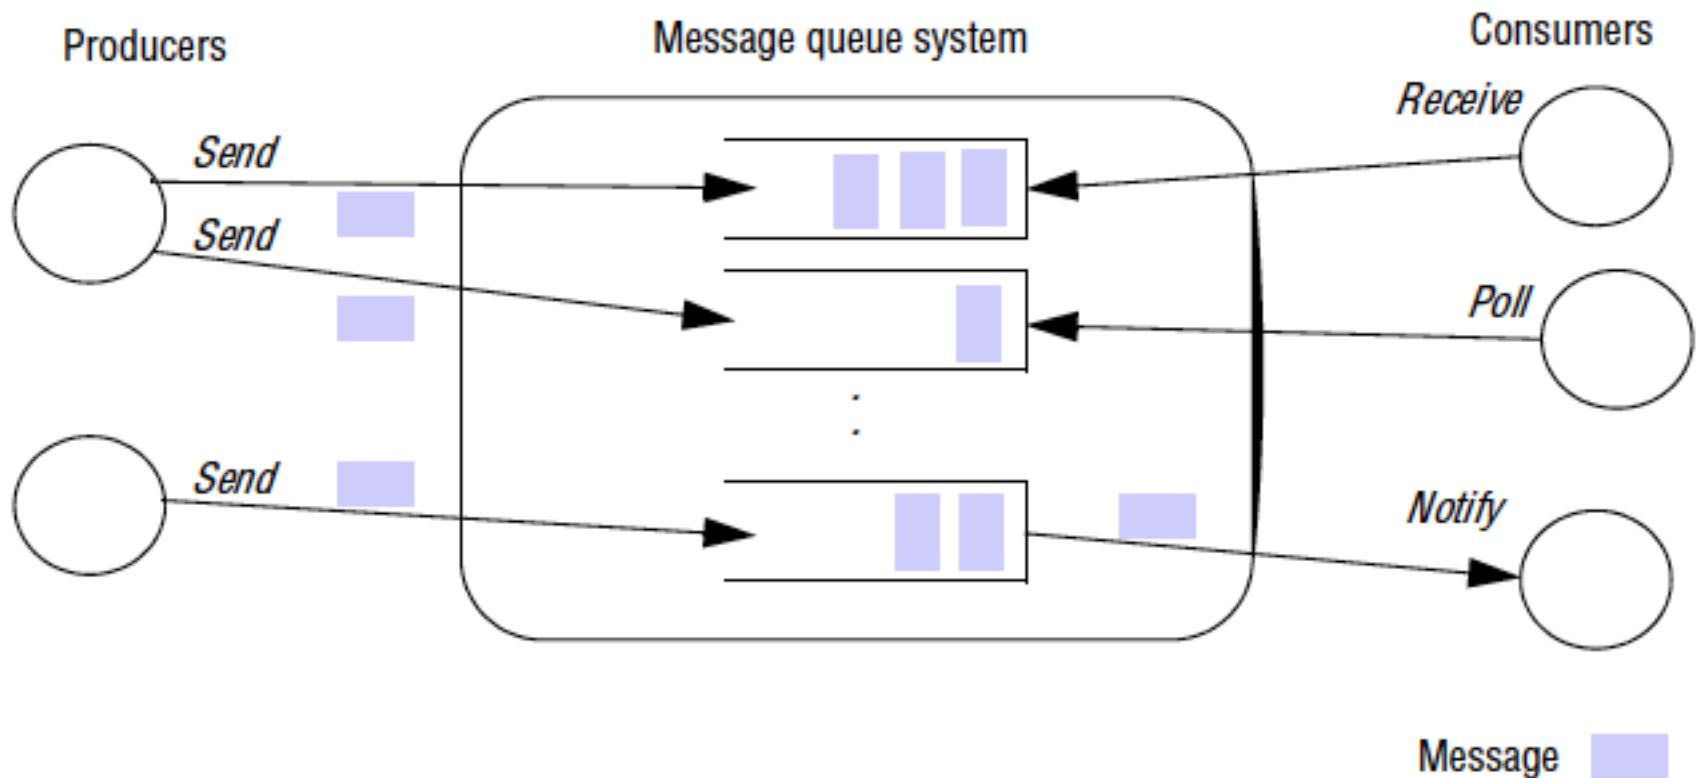 Producers
Message queue system
Consumers
Send
Receive
Send
Poll
Send
Notify
Message